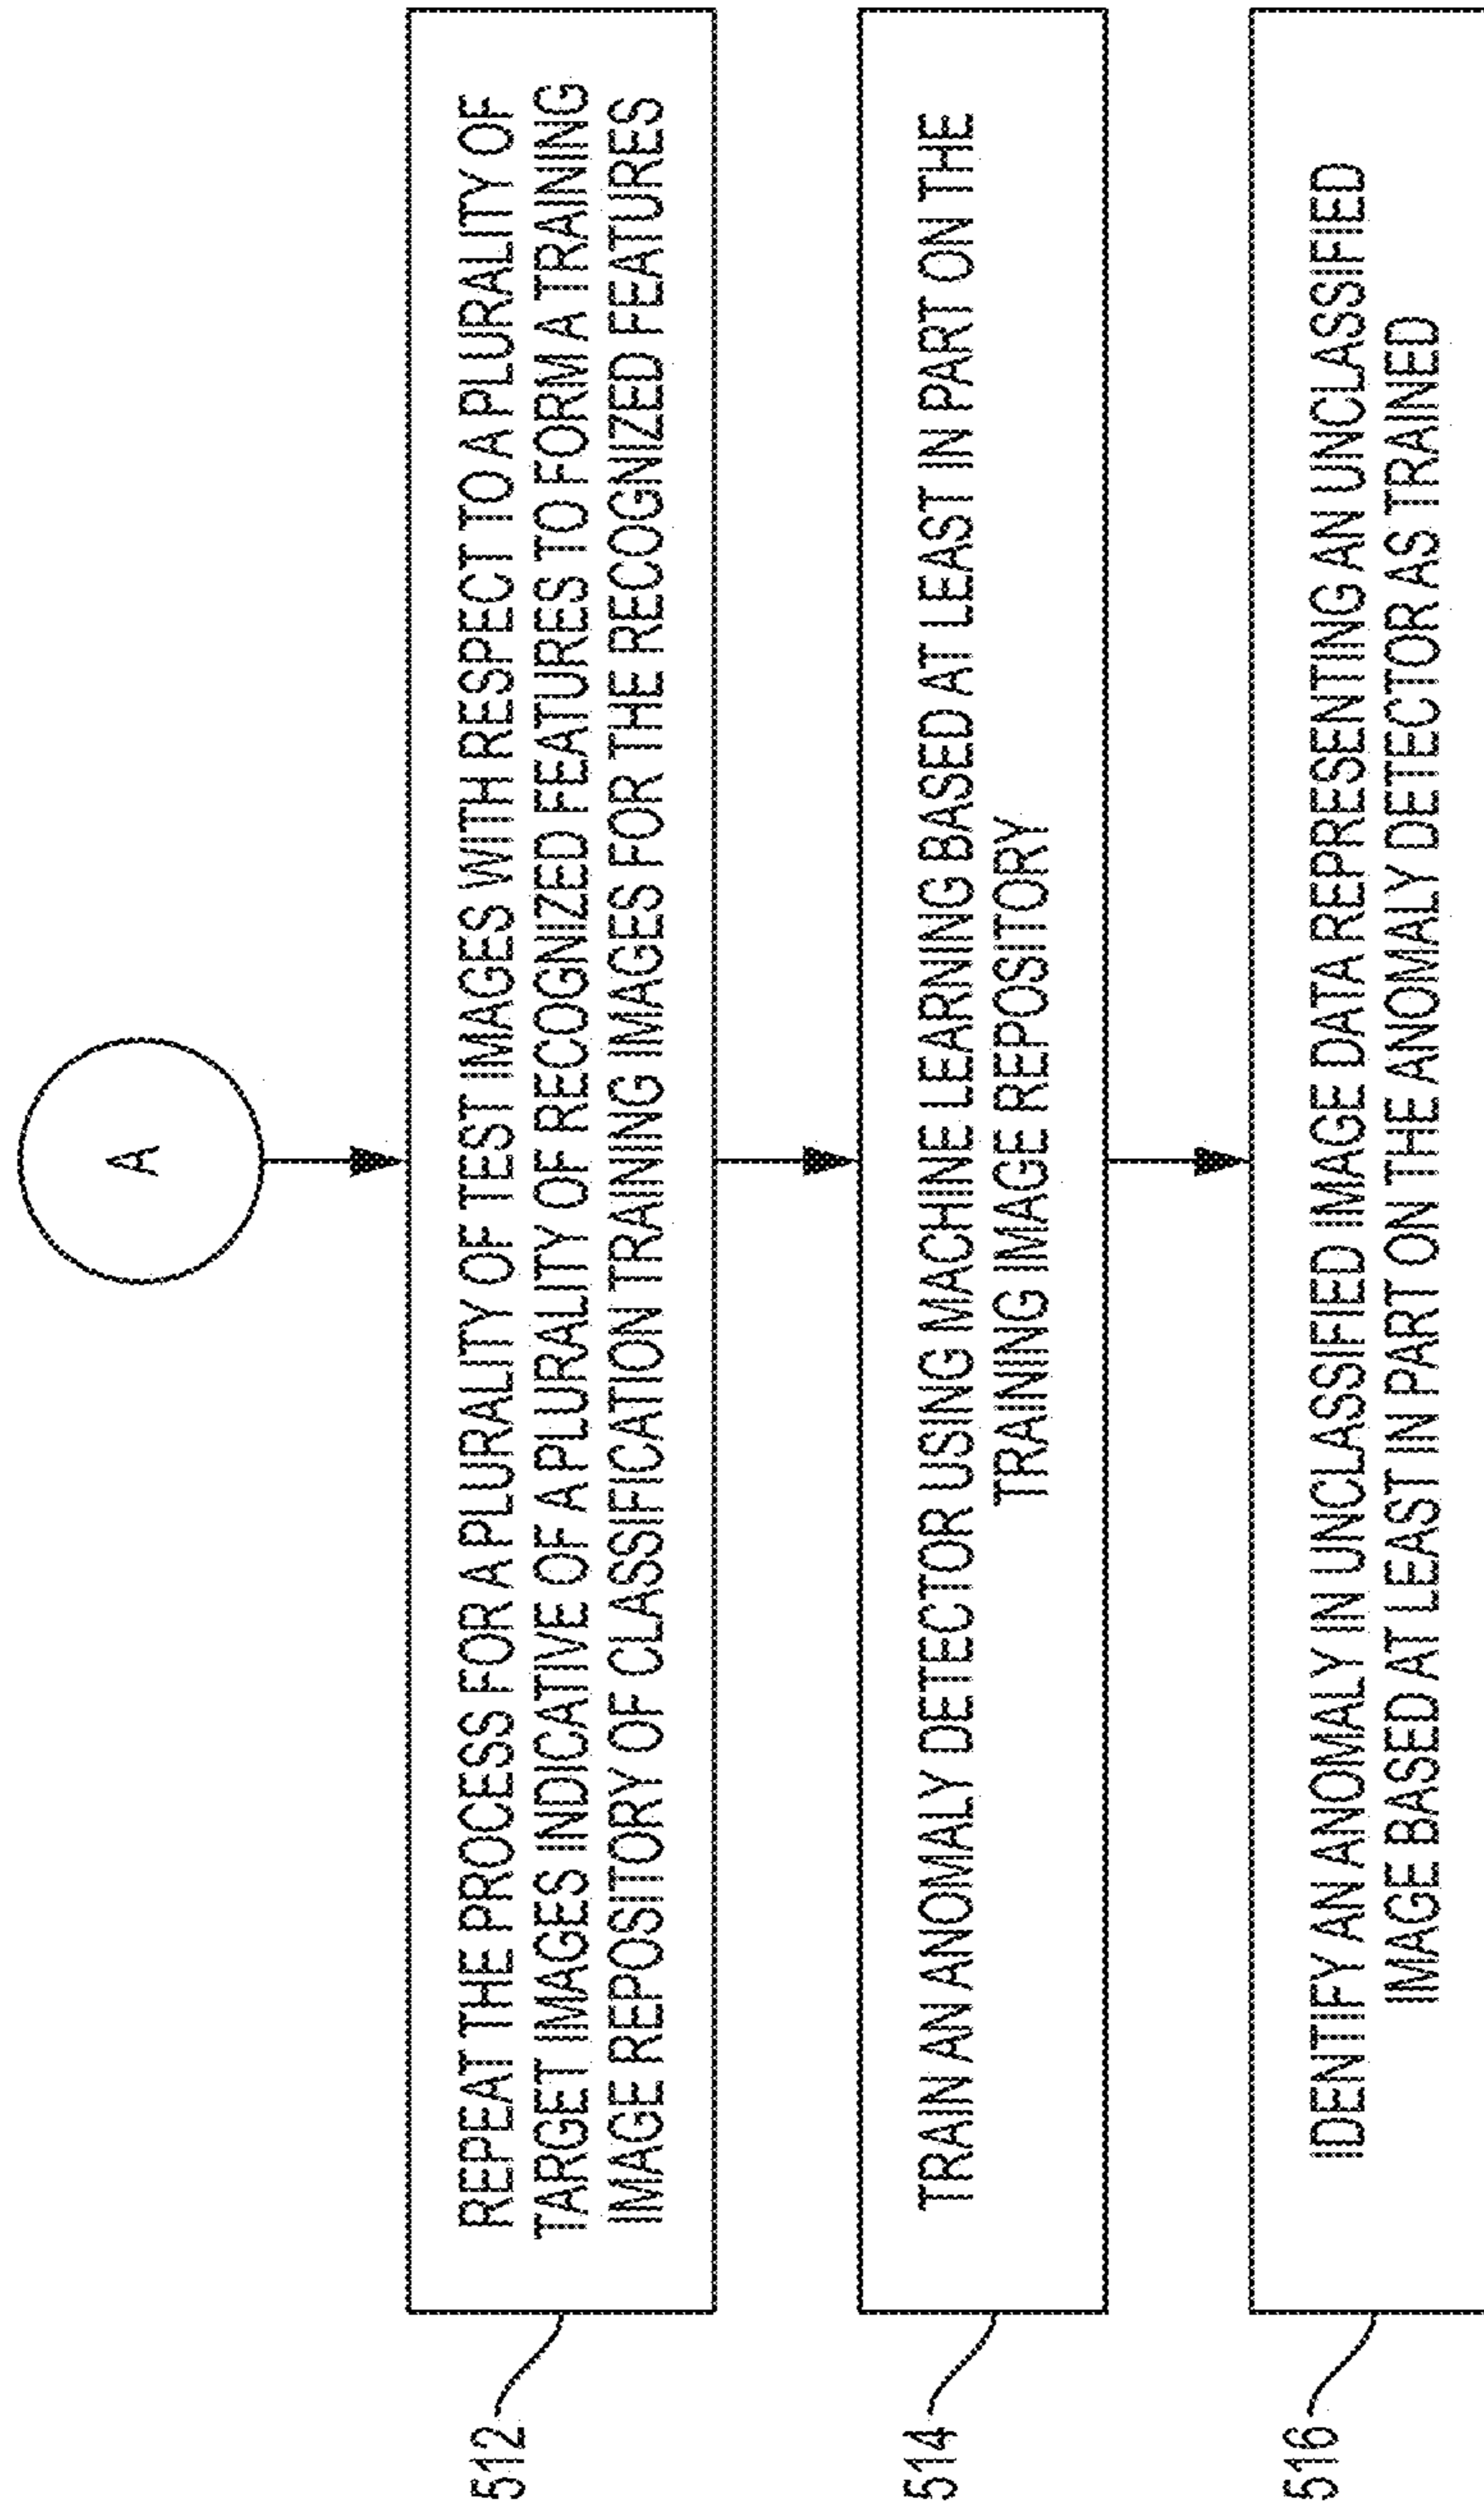 A
REPEAT THE PROCESS FOR A PLURALITY OF TEST IMAGES WITH RESPECT TO A PLURALITY OF
TARGET IMAGES INDICATIVE OF A PLURALITY OF RECOGNIZED FEATURES TO FORM A TRAINING
IMAGE REPOSITORY OF CLASSIFICATION TRAINING IMAGES FOR THE RECOGNIZED FEATURES
512
TRAIN AN ANOMALY DETECTOR USING MACHINE LEARNING BASED AT LEAST IN PART ON THE
TRAINING IMAGE REPOSITORY
514
IDENTIFY AN ANOMALY IN UNCLASSIFIED IMAGE DATA REPRESENTING AN UNCLASSIFIED
IMAGE BASED AT LEAST IN PART ON THE ANOMALY DETECTOR AS TRAINED
516